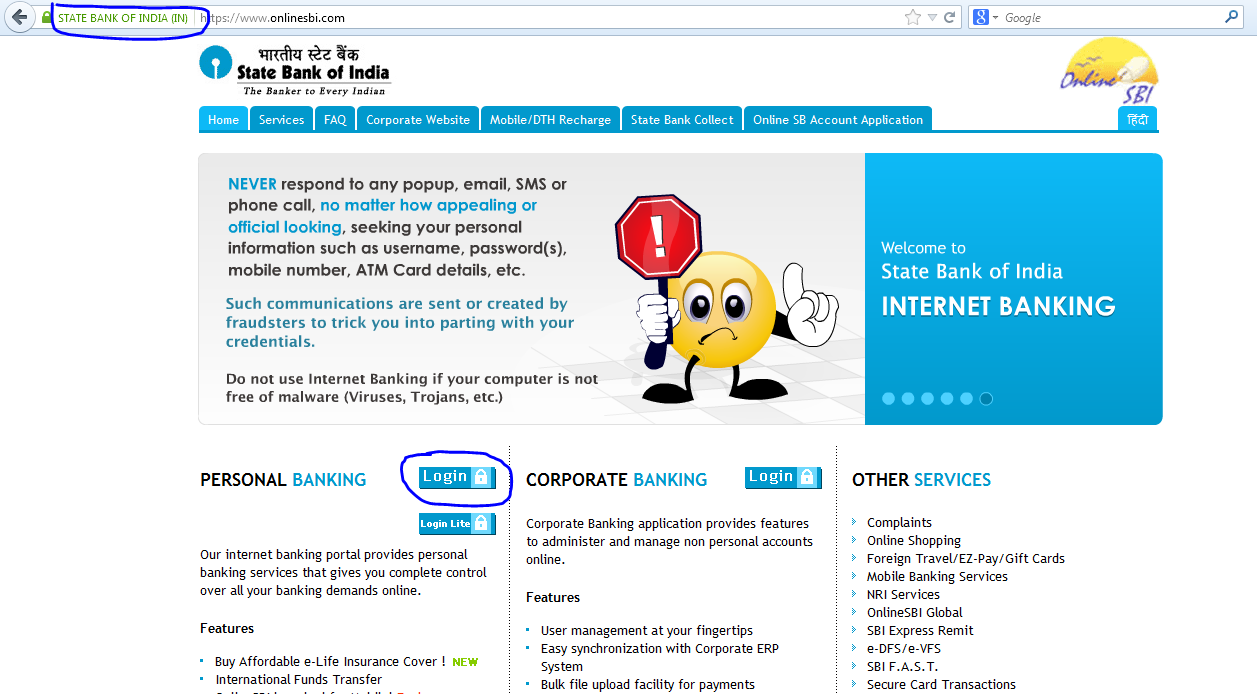 STATE BANK OF INDIA (IN) https://www.onlinesbi.com
Google
भारतीय स्टेट बैंक
State Bank of India
The Banker to Every Indian
Online SBI
Home Services FAQ Corporate Website Mobile/DTH Recharge State Bank Collect Online SB Account Application हिंदी
NEVER respond to any popup, email, SMS or
phone call, no matter how appealing or
official looking, seeking your personal
information such as username, password(s),
mobile number, ATM Card details, etc.
Such communications are sent or created by
fraudsters to trick you into parting with your
credentials.
Do not use Internet Banking if your computer is not
free of malware (Viruses, Trojans, etc.)
!
Welcome to
State Bank of India
INTERNET BANKING
PERSONAL BANKING
Login
Login Lite
Our internet banking portal provides personal
banking services that gives you complete control
over all your banking demands online.
Features
Buy Affordable e-Life Insurance Cover ! NEW
International Funds Transfer
CORPORATE BANKING
Login
Corporate Banking application provides features
to administer and manage non personal accounts
online.
Features
User management at your fingertips
Easy synchronization with Corporate ERP
System
Bulk file upload facility for payments
OTHER SERVICES
Complaints
Online Shopping
Foreign Travel/EZ-Pay/Gift Cards
Mobile Banking Services
NRI Services
OnlineSBI Global
SBI Express Remit
e-DFS/e-VFS
SBI F.A.S.T.
Secure Card Transactions